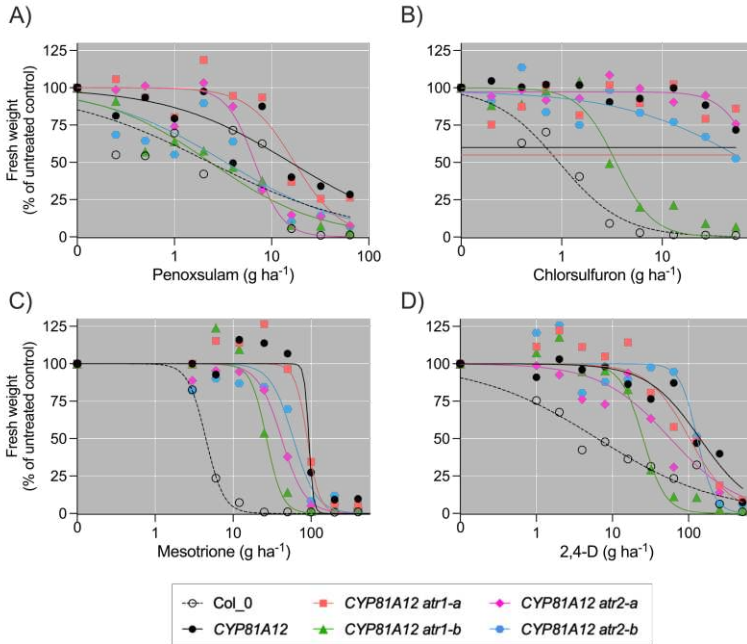 A)
B)
Fresh weight
(% of untreated control)
125
100
75
50
25
0
0
1
10
100
Penoxsulam (g ha⁻¹)
125
100
75
50
25
0
0
1
10
Chlorsulfuron (g ha⁻¹)
C)
D)
Fresh weight
(% of untreated control)
125
100
75
50
25
0
0
1
10
100
Mesotrione (g ha⁻¹)
125
100
75
50
25
0
0
1
10
100
2,4-D (g ha⁻¹)
Col_0
CYP81A12 atr1-a
CYP81A12 atr2-a
CYP81A12
CYP81A12 atr1-b
CYP81A12 atr2-b